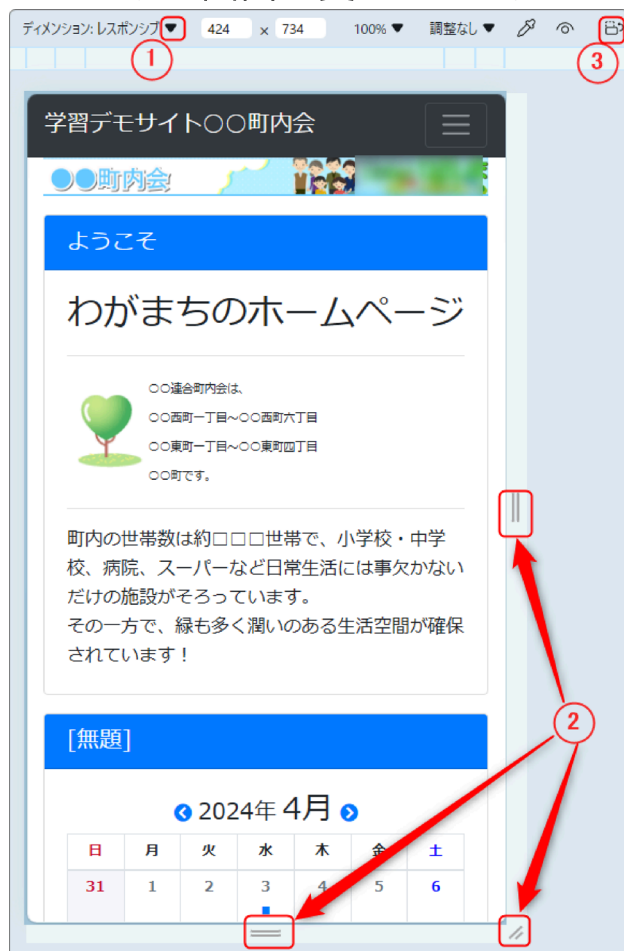 ディメンション: レスポンシブ▼ 424 × 734 100%▼ 調整なし▼
① ③
学習デモサイト〇〇町内会
●●町内会
ようこそ
わがまちのホームページ
〇〇連合町内会は、
〇〇西町一丁目～〇〇西町六丁目
〇〇東町一丁目～〇〇東町四丁目
〇〇町です。
町内の世帯数は約□□□世帯で、小学校・中学
校、病院、スーパーなど日常生活には事欠かない
だけの施設がそろっています。
その一方で、緑も多く潤いのある生活空間が確保
されています！
②
[無題]
2024年 4月
日 月 火 水 木 金 土
31 1 2 3 4 5 6